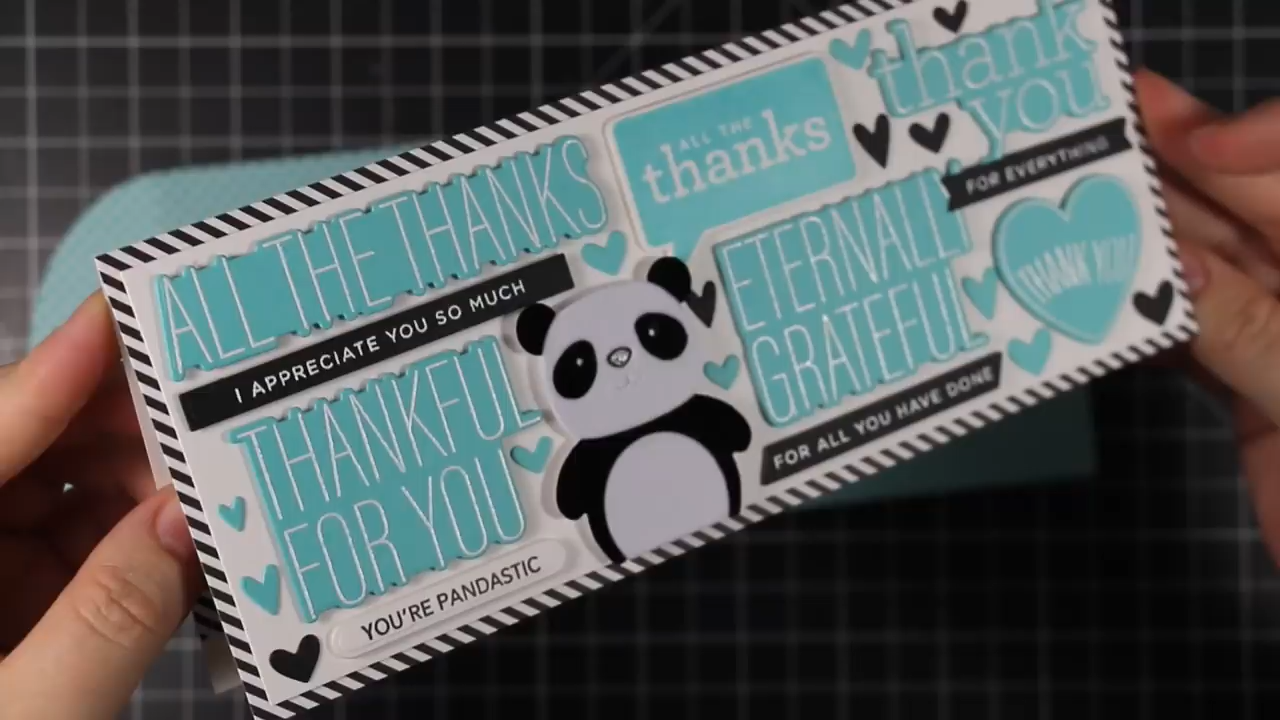 ALL THE THANKS
I APPRECIATE YOU SO MUCH
THANKFUL
FOR YOU
YOU'RE PANDASTIC
ALL THE
thanks
thank
you
FOR EVERYTHING
ETERNALLY
GRATEFUL
FOR ALL YOU HAVE DONE
THANK YOU!